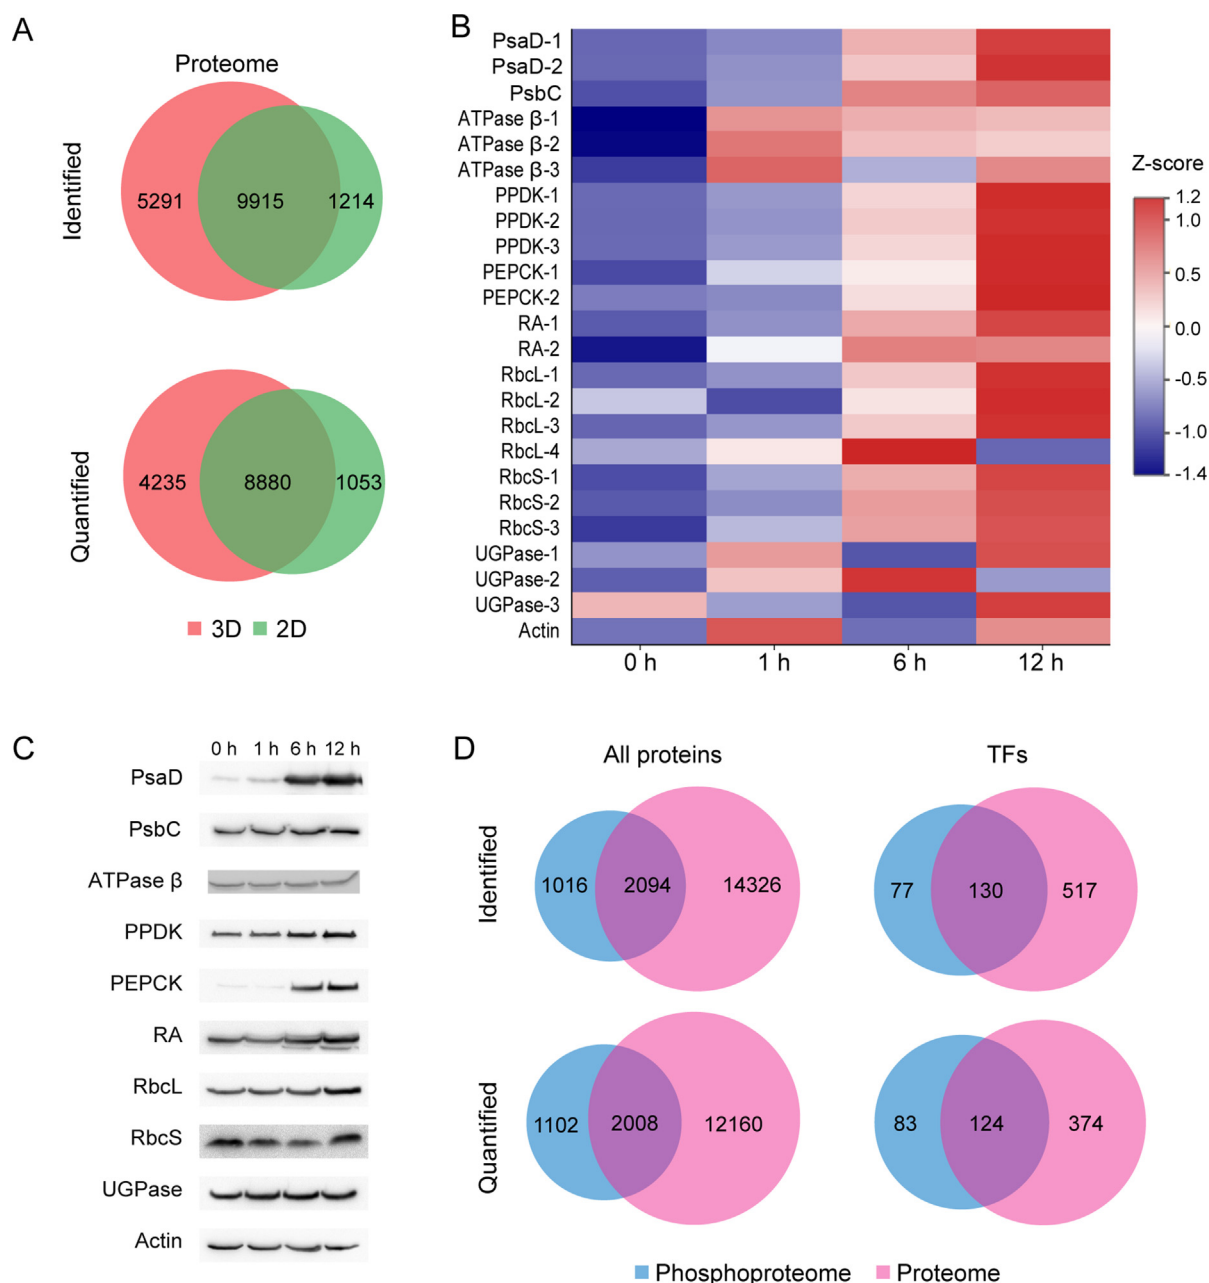 A
Proteome
Identified
5291 9915 1214
Quantified
4235 8880 1053
3D 2D
B
PsaD-1
PsaD-2
PsbC
ATPase β-1
ATPase β-2
ATPase β-3
PPDK-1
PPDK-2
PPDK-3
PEPCK-1
PEPCK-2
RA-1
RA-2
RbcL-1
RbcL-2
RbcL-3
RbcL-4
RbcS-1
RbcS-2
RbcS-3
UGPase-1
UGPase-2
UGPase-3
Actin
0 h 1 h 6 h 12 h
Z-score
1.2
1.0
0.5
0.0
-0.5
-1.0
-1.4
C
0 h 1 h 6 h 12 h
PsaD
PsbC
ATPase β
PPDK
PEPCK
RA
RbcL
RbcS
UGPase
Actin
D
All proteins TFs
Identified
1016 2094 14326 77 130 517
Quantified
1102 2008 12160 83 124 374
Phosphoproteome Proteome